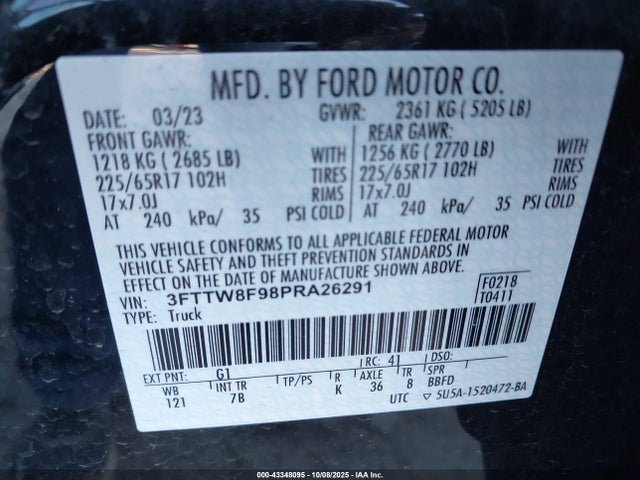 MFD. BY FORD MOTOR CO.
DATE: 03/23 GVWR: 2361 KG ( 5205 LB)
FRONT GAWR: REAR GAWR:
1218 KG ( 2685 LB) WITH 1256 KG ( 2770 LB) WITH
225/65R17 102H TIRES 225/65R17 102H TIRES
17x7.0J RIMS 17x7.0J RIMS
AT 240 kPa/ 35 PSI COLD AT 240 kPa/ 35 PSI COLD
THIS VEHICLE CONFORMS TO ALL APPLICABLE FEDERAL MOTOR
VEHICLE SAFETY AND THEFT PREVENTION STANDARDS
IN EFFECT ON THE DATE OF MANUFACTURE SHOWN ABOVE.
VIN: 3FTTW8F98PRA26291 F0218
TYPE: Truck T0411
EXT PNT: G1 RC: 41 DSO:
WB INT TR TP/PS R AXLE TR SPR
121 7B K 36 8 BBFD
UTC ▽ 5U5A-1520472-BA
000-43348095 - 10/08/2025 - IAA Inc.